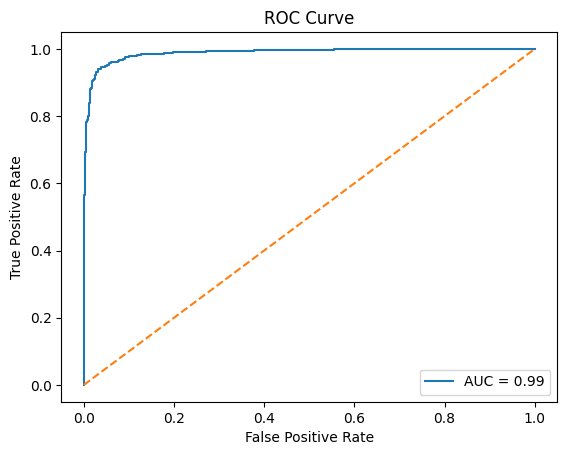 ROC Curve
True Positive Rate
1.0
0.8
0.6
0.4
0.2
0.0
AUC = 0.99
0.0 0.2 0.4 0.6 0.8 1.0
False Positive Rate